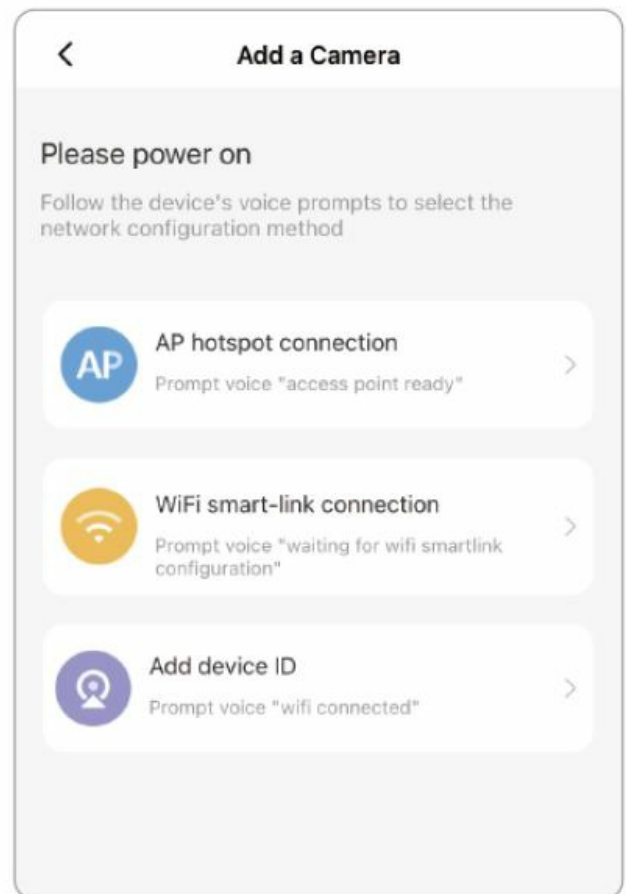 Add a Camera
Please power on
Follow the device's voice prompts to select the
network configuration method
AP
AP hotspot connection
Prompt voice "access point ready"
WiFi smart-link connection
Prompt voice "waiting for wifi smartlink
configuration"
Add device ID
Prompt voice "wifi connected"